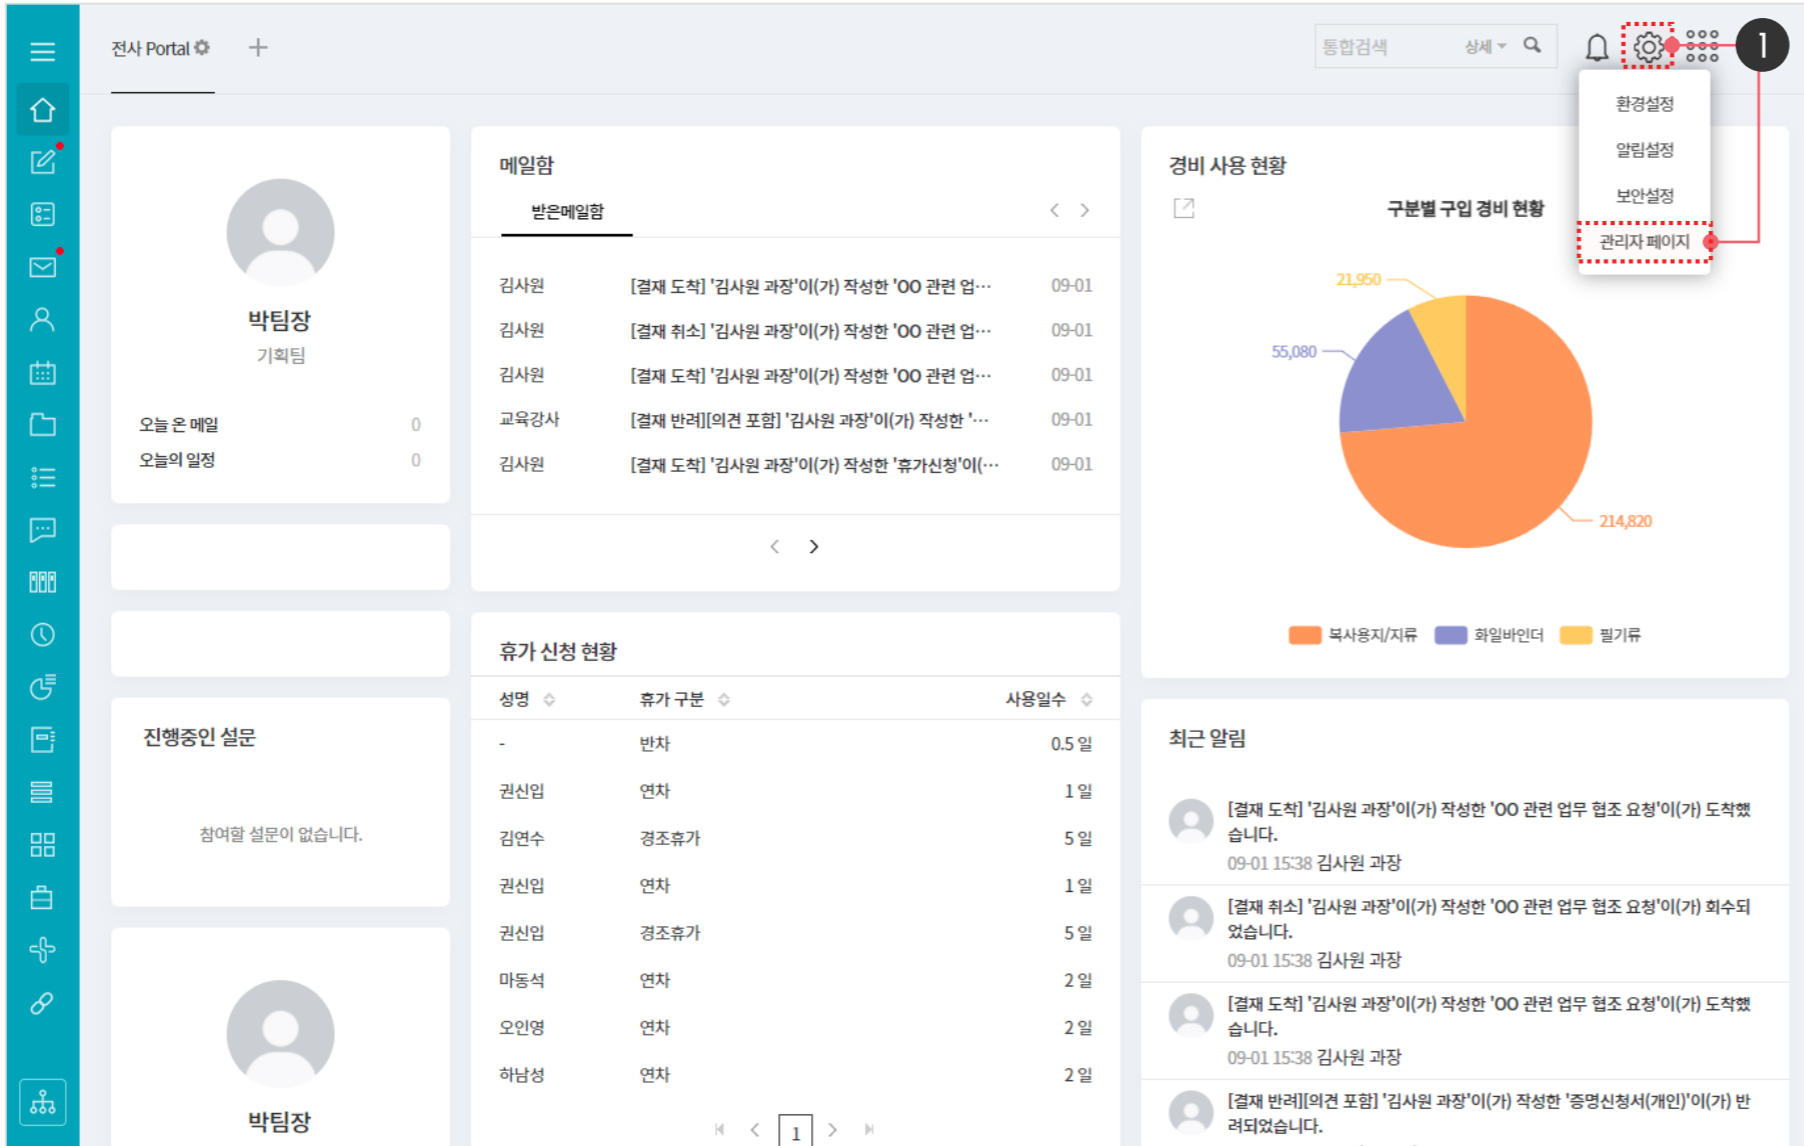 전사 Portal
통합검색
상세
1
환경설정
알림설정
보안설정
관리자 페이지
박팀장
기획팀
오늘 온 메일 0
오늘의 일정 0
진행중인 설문
참여할 설문이 없습니다.
박팀장
메일함
받은메일함
김사원 [결재 도착] '김사원 과장'이(가) 작성한 'OO 관련 업··· 09-01
김사원 [결재 취소] '김사원 과장'이(가) 작성한 'OO 관련 업··· 09-01
김사원 [결재 도착] '김사원 과장'이(가) 작성한 'OO 관련 업··· 09-01
교육강사 [결재 반려][의견 포함] '김사원 과장'이(가) 작성한 '··· 09-01
김사원 [결재 도착] '김사원 과장'이(가) 작성한 '휴가신청'이(··· 09-01
휴가 신청 현황
성명 휴가 구분 사용일수
- 반차 0.5 일
권신입 연차 1 일
김연수 경조휴가 5 일
권신입 연차 1 일
권신입 경조휴가 5 일
마동석 연차 2 일
오인영 연차 2 일
하남성 연차 2 일
1
경비 사용 현황
구분별 구입 경비 현황
21,950
55,080
214,820
복사용지/지류 화일바인더 필기류
최근 알림
[결재 도착] '김사원 과장'이(가) 작성한 'OO 관련 업무 협조 요청'이(가) 도착했
습니다.
09-01 15:38 김사원 과장
[결재 취소] '김사원 과장'이(가) 작성한 'OO 관련 업무 협조 요청'이(가) 회수되
었습니다.
09-01 15:38 김사원 과장
[결재 도착] '김사원 과장'이(가) 작성한 'OO 관련 업무 협조 요청'이(가) 도착했
습니다.
09-01 15:38 김사원 과장
[결재 반려][의견 포함] '김사원 과장'이(가) 작성한 '증명신청서(개인)'이(가) 반
려되었습니다.